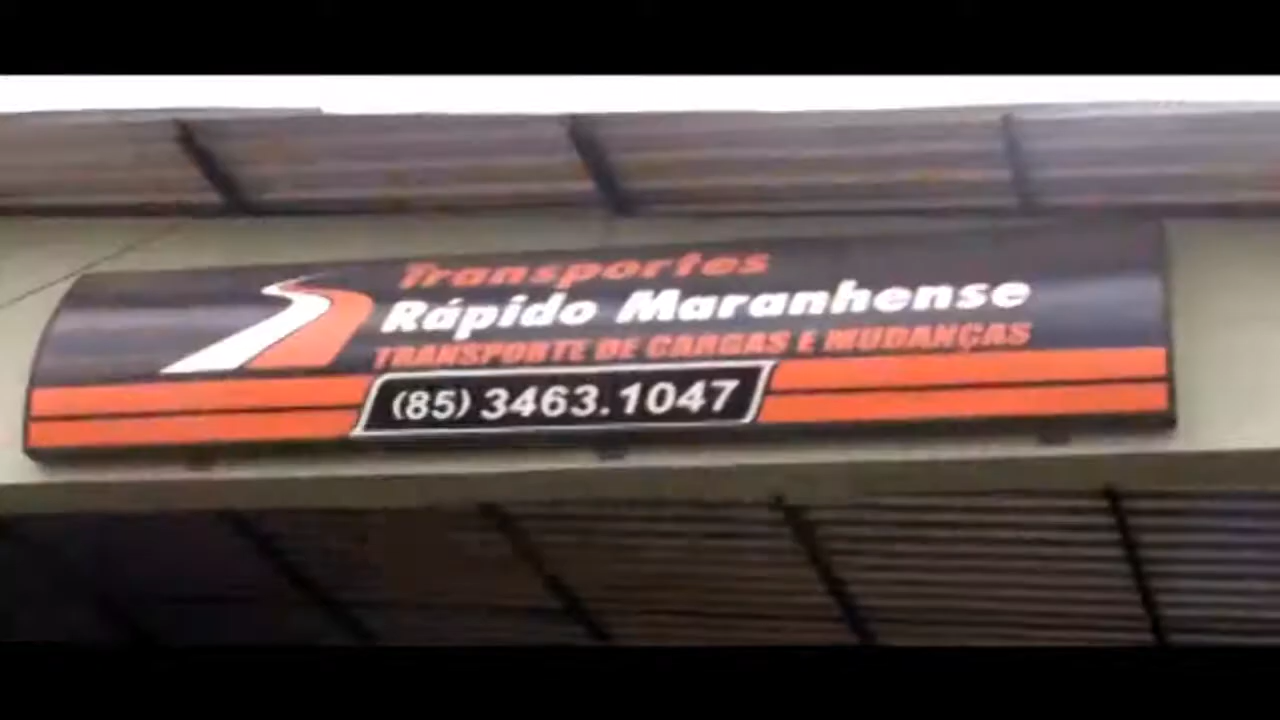 Transportes
Rápido Maranhense
TRANSPORTE DE CARGAS E MUDANÇAS
(85) 3463.1047